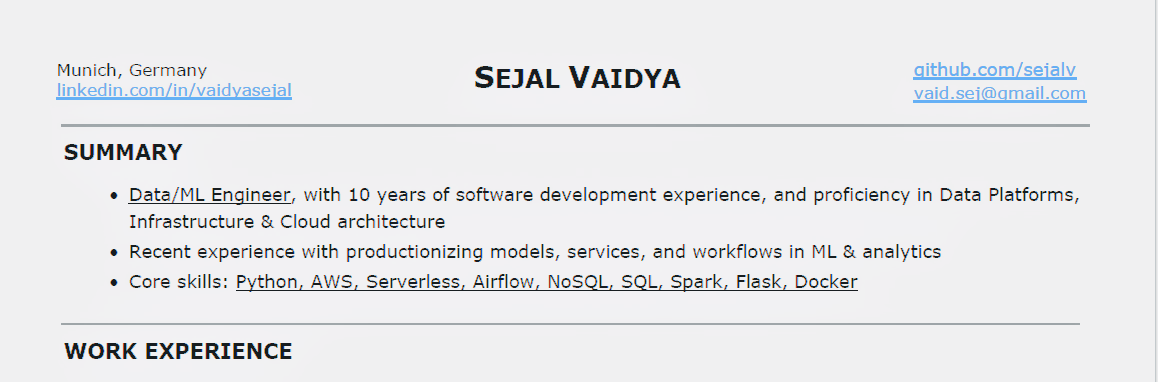 Munich, Germany
linkedin.com/in/vaidyasejal
SEJAL VAIDYA
github.com/sejalv
vaid.sej@gmail.com
SUMMARY
• Data/ML Engineer, with 10 years of software development experience, and proficiency in Data Platforms,
Infrastructure & Cloud architecture
• Recent experience with productionizing models, services, and workflows in ML & analytics
• Core skills: Python, AWS, Serverless, Airflow, NoSQL, SQL, Spark, Flask, Docker
WORK EXPERIENCE